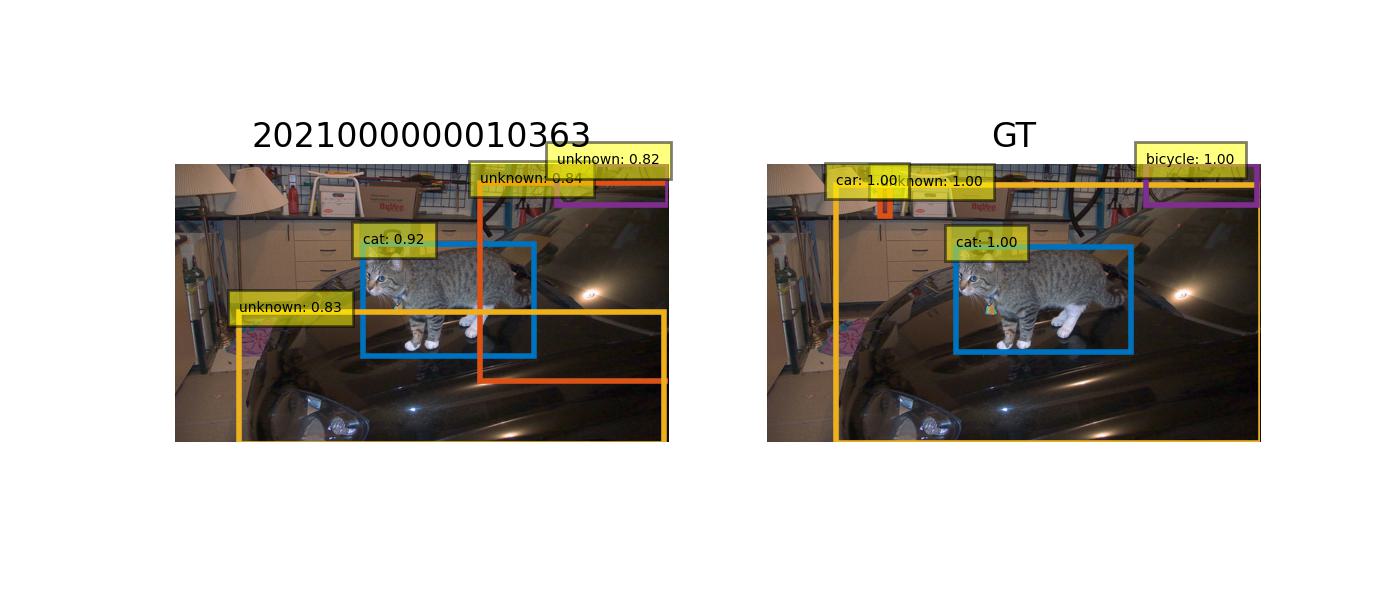 2021000000010363
GT
unknown: 0.82
unknown: 0.84
cat: 0.92
unknown: 0.83
bicycle: 1.00
car: 1.00
known: 1.00
cat: 1.00